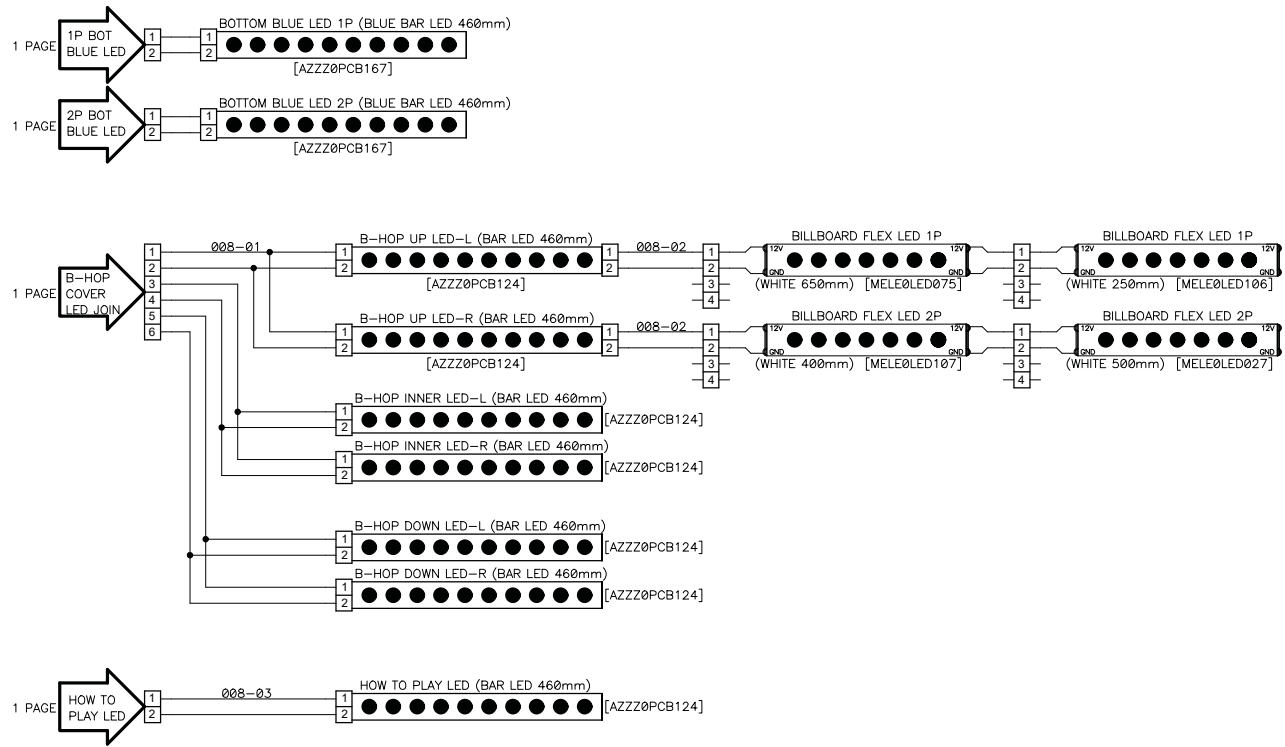 BOTTOM BLUE LED 1P (BLUE BAR LED 460mm)
1 PAGE
1P BOT
BLUE LED
1 1
2 2
[AZZZ0PCB167]
BOTTOM BLUE LED 2P (BLUE BAR LED 460mm)
1 PAGE
2P BOT
BLUE LED
1 1
2 2
[AZZZ0PCB167]
1 PAGE
B-HOP
COVER
LED JOIN
1
2
3
4
5
6
008-01
B-HOP UP LED-L (BAR LED 460mm)
1 1
2 2
[AZZZ0PCB124]
008-02
1
2
3
4
BILLBOARD FLEX LED 1P
12V 12V
GND GND
(WHITE 650mm) [MELE0LED075]
1
2
3
4
BILLBOARD FLEX LED 1P
12V 12V
GND GND
(WHITE 250mm) [MELE0LED106]
B-HOP UP LED-R (BAR LED 460mm)
1 1
2 2
[AZZZ0PCB124]
008-02
1
2
3
4
BILLBOARD FLEX LED 2P
12V 12V
GND GND
(WHITE 400mm) [MELE0LED107]
1
2
3
4
BILLBOARD FLEX LED 2P
12V 12V
GND GND
(WHITE 500mm) [MELE0LED027]
B-HOP INNER LED-L (BAR LED 460mm)
1
2
[AZZZ0PCB124]
B-HOP INNER LED-R (BAR LED 460mm)
1
2
[AZZZ0PCB124]
B-HOP DOWN LED-L (BAR LED 460mm)
1
2
[AZZZ0PCB124]
B-HOP DOWN LED-R (BAR LED 460mm)
1
2
[AZZZ0PCB124]
1 PAGE
HOW TO
PLAY LED
1
2
008-03
HOW TO PLAY LED (BAR LED 460mm)
1
2
[AZZZ0PCB124]